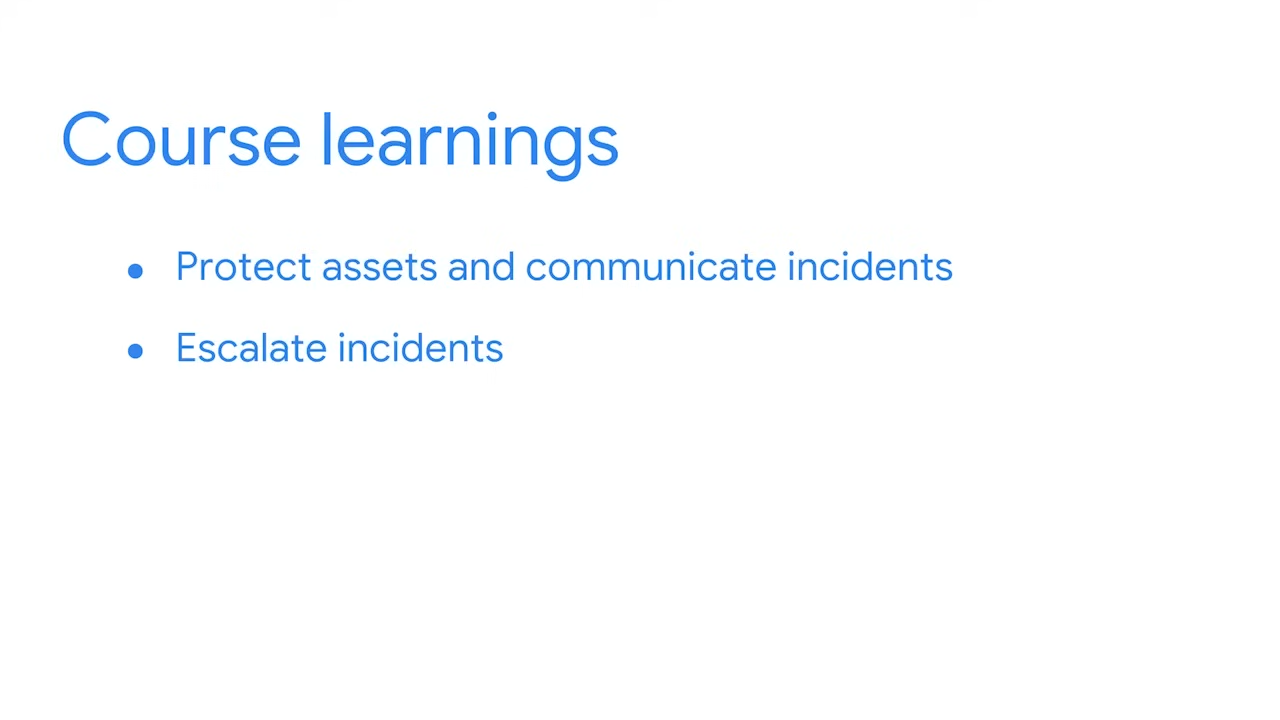 Course learnings
● Protect assets and communicate incidents
● Escalate incidents